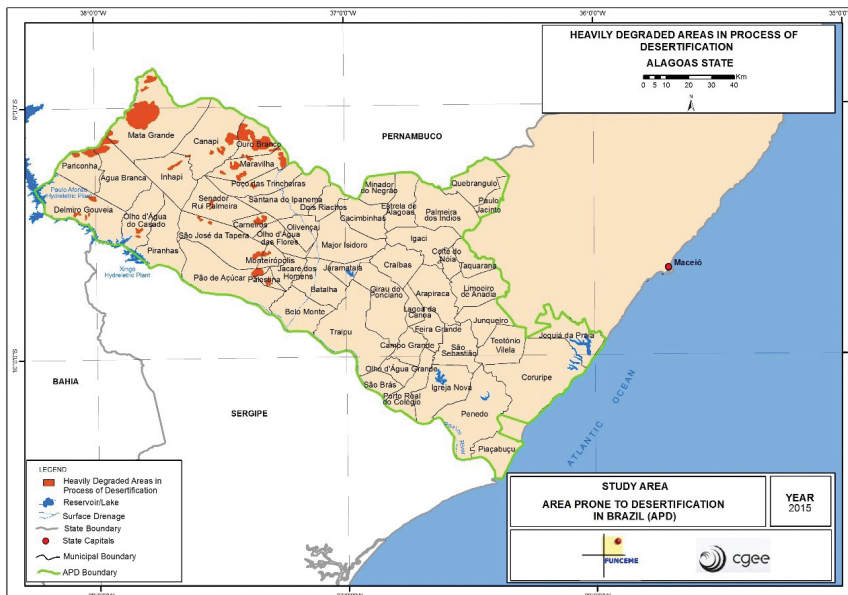 38°0'0"W
37°0'0"W
36°0'0"W
35°0
HEAVILY DEGRADED AREAS IN PROCESS OF
DESERTIFICATION
ALAGOAS STATE
0 5 10 20 30 40
Km
N
9°0'0"S
PERNAMBUCO
Mata Grande
Canapi
Ouro Branco
Pariconha
Maravilha
Inhapi
Água Branca
Poço das Trincheiras
Minador
do Negrão
Quebrangulo
Paulo Afonso
Hydreletric Plant
Senador
Rui Palmeira
Santana do Ipanema
Dois Riachos
Estrela de
Alagoas
Palmeira
dos Índios
Paulo
Jacinto
Delmiro Gouveia
Olho d'Água
do Casado
Cacimbinhas
Carneiros
Olivença
São José da Tapera
Olho d'Água
das Flores
Major Isidoro
Igaci
Piranhas
Coité do
Nóia
Xingó
Hydreletric Plant
Monteirópolis
Jacaré dos
Homens
Jaramataia
Craíbas
Taquarana
Maceió
Pão de Açúcar
Palestina
Batalha
Girau do
Ponciano
Arapiraca
Limoeiro
de Anadia
Belo Monte
Lagoa da
Canoa
Junqueiro
Traipu
Feira Grande
Campo Grande
São
Sebastião
Teotônio
Vilela
Jequiá da Praia
10°0'0"S
BAHIA
Olho d'Água Grande
Coruripe
São Brás
Igreja Nova
Porto Real
do Colégio
SERGIPE
Penedo
Piaçabuçu
ATLANTIC OCEAN
LEGEND
Heavily Degraded Areas in
Process of Desertification
Reservoir/Lake
Surface Drenage
State Boundary
State Capitals
Municipal Boundary
APD Boundary
STUDY AREA
AREA PRONE TO DESERTIFICATION
IN BRAZIL (APD)
YEAR
2015
FUNCEME
cgee